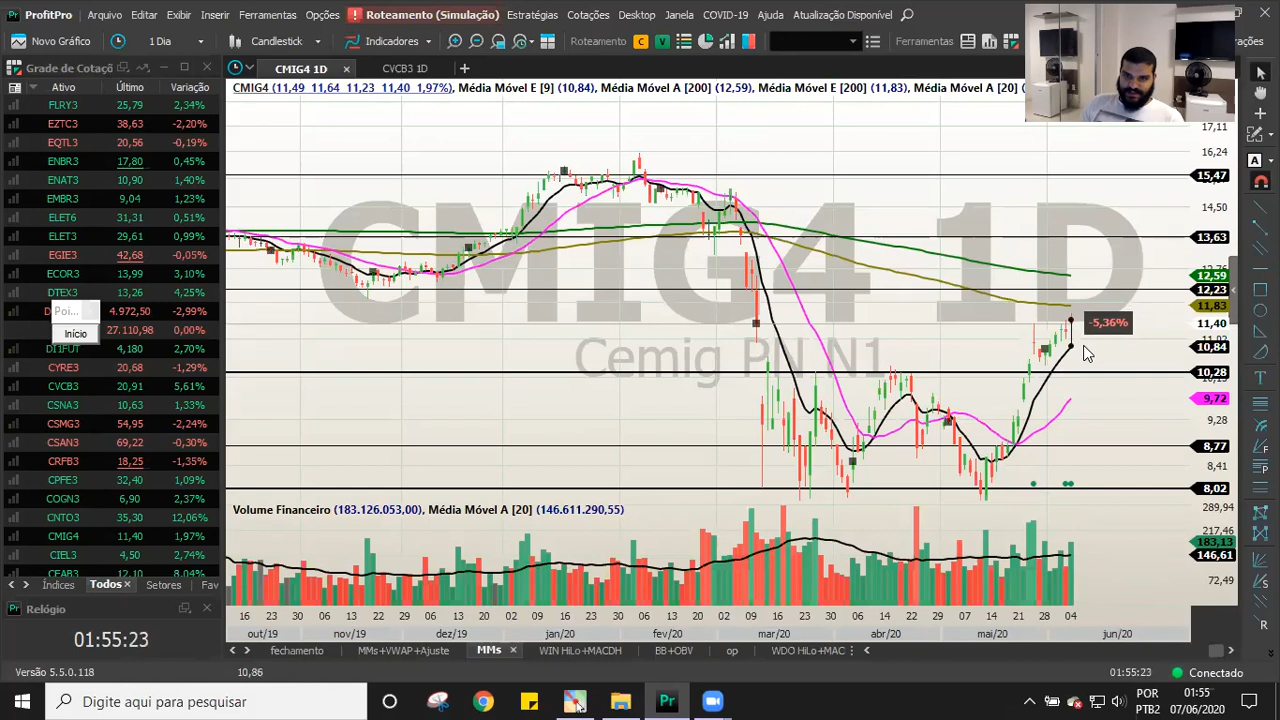 ProfitPro Arquivo Editar Exibir Inserir Ferramentas Opções Roteamento (Simulação) Estratégias Cotações Desktop Janela COVID-19 Ajuda Atualização Disponível
Novo Gráfico 1 Dia Candlestick Indicadores Roteamento C V Ferramentas
Grade de Cotaçõ
CMIG4 1D CVCB3 1D
Ativo Último Variação
CMIG4 (11,49 11,64 11,23 11,40 1,97%), Média Móvel E [9] (10,84), Média Móvel A [200] (12,59), Média Móvel E [200] (11,83), Média Móvel A [20] (
FLRY3 25,79 2,34%
EZTC3 38,63 -2,20%
EQTL3 20,56 -0,19%
ENBR3 17,80 0,45%
ENAT3 10,90 1,40%
EMBR3 9,04 1,23%
ELET6 31,31 0,51%
ELET3 29,61 0,99%
EGIE3 42,68 -0,05%
ECOR3 13,99 3,10%
DTEX3 13,26 4,25%
4.972,50 -2,99%
27.110,98 0,00%
DI1FUT 4,180 2,70%
CYRE3 20,68 -1,29%
CVCB3 20,91 5,61%
CSNA3 10,63 1,33%
CSMG3 54,95 -2,24%
CSAN3 69,22 -0,30%
CRFB3 18,25 -1,35%
CPFE3 32,40 1,09%
COGN3 6,90 2,37%
CNTO3 35,30 12,06%
CMIG4 11,40 1,97%
CIEL3 4,50 2,74%
CEAB3 12,10 8,04%
Poi...
Início
Índices Todos Setores Fav
CMIG4 1D
Cemig PN N1
-5,36%
17,11
16,24
15,47
14,50
13,63
12,59
12,23
11,83
11,40
10,84
10,28
9,72
9,28
8,77
8,41
8,02
Volume Financeiro (183.126.053,00), Média Móvel A [20] (146.611.290,55)
289,94
217,46
183,13
146,61
72,49
16 23 30 06 13 20 27 04 11 18 25 02 09 13 20 02 09 16 23 30 06 13 20 27 04 11 18 25
out/19 nov/19 dez/19 jan/20 fev/20 mar/20 abr/20 mai/20 jun/20
fechamento MMs+VWAP+Ajuste MMs WIN HiLo+MACDH BB+OBV op WDO HiLo+MAC
Relógio
01:55:23
Versão 5.0.118 10,86 01:55:23 Conectado
Digite aqui para pesquisar
POR
PTB2
01:55
07/06/2020